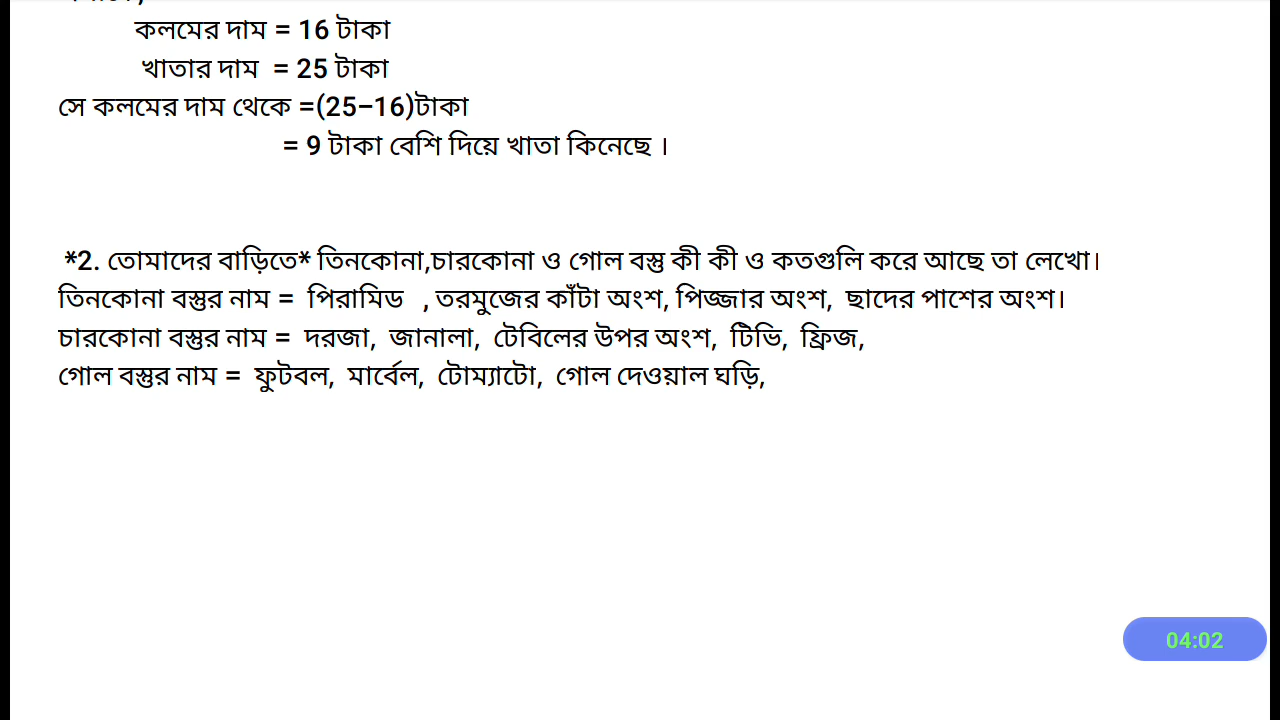 কলমের দাম = 16 টাকা
খাতার দাম = 25 টাকা
সে কলমের দাম থেকে =(25–16)টাকা
= 9 টাকা বেশি দিয়ে খাতা কিনেছে ।
*2. তোমাদের বাড়িতে* তিনকোনা,চারকোনা ও গোল বস্তু কী কী ও কতগুলি করে আছে তা লেখো।
তিনকোনা বস্তুর নাম = পিরামিড , তরমুজের কাঁটা অংশ, পিজ্জার অংশ, ছাদের পাশের অংশ।
চারকোনা বস্তুর নাম = দরজা, জানালা, টেবিলের উপর অংশ, টিভি, ফ্রিজ,
গোল বস্তুর নাম = ফুটবল, মার্বেল, টোম্যাটো, গোল দেওয়াল ঘড়ি,
04:02